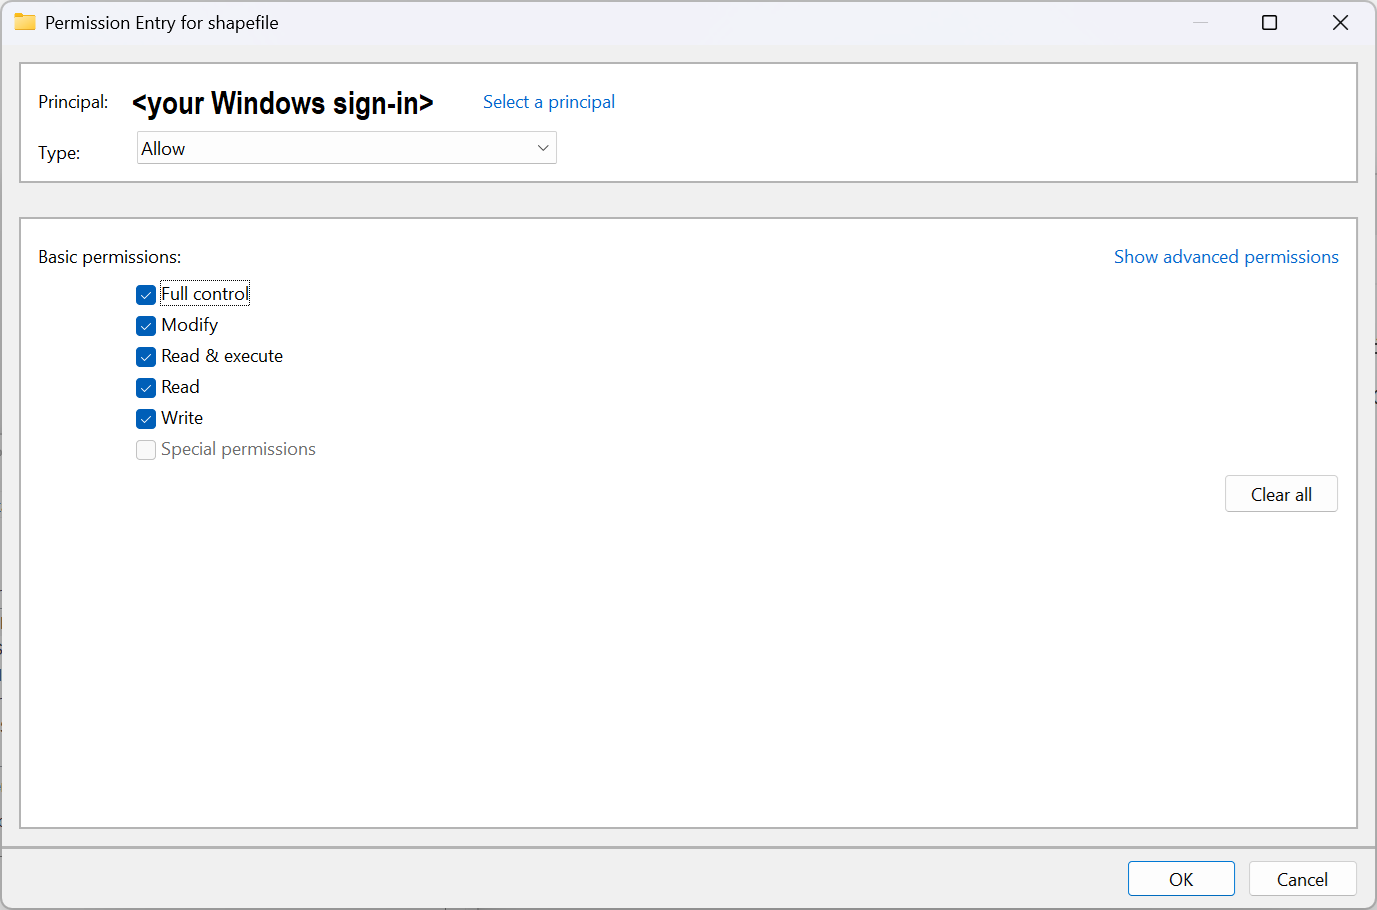 Permission Entry for shapefile
Principal: <your Windows sign-in> Select a principal
Type: Allow
Basic permissions: Show advanced permissions
Full control
Modify
Read & execute
Read
Write
Special permissions
Clear all
OK Cancel